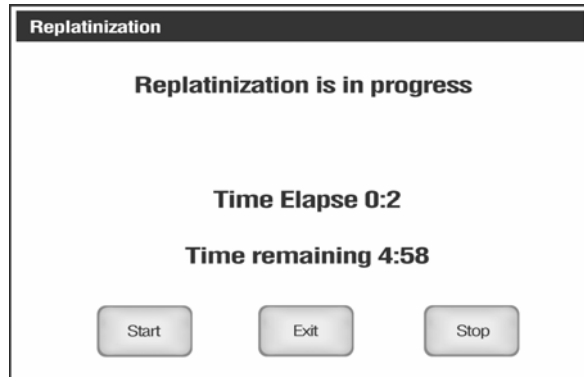 Replatinization
Replatinization is in progress
Time Elapse 0:2
Time remaining 4:58
Start Exit Stop